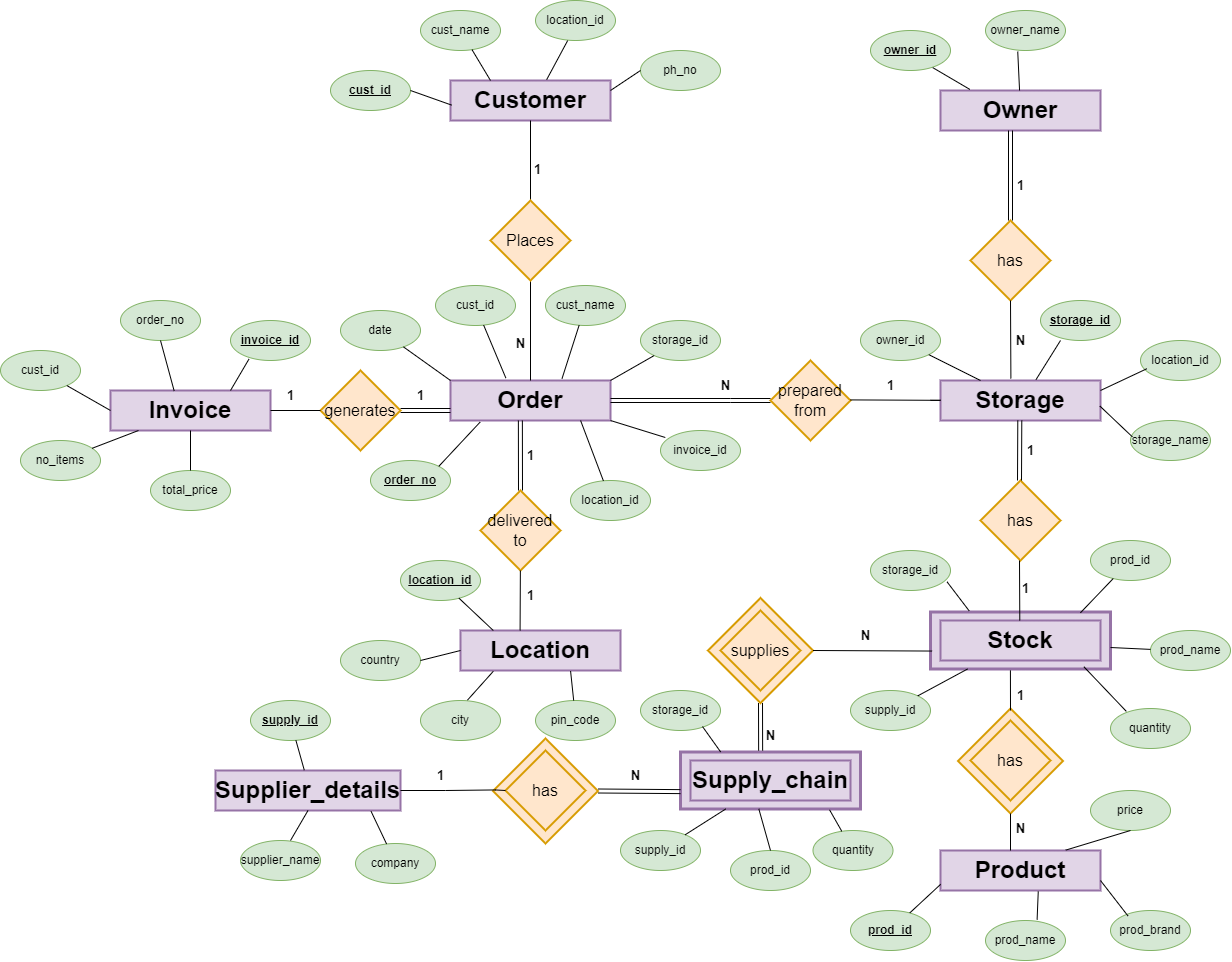 location_id
cust_name
owner_name
owner_id
ph_no
cust_id
Customer
Owner
1
1
Places
has
cust_id
cust_name
order_no
storage_id
date
invoice_id
storage_id
owner_id
N
N
location_id
cust_id
1
1
N
prepared
from
1
Invoice
generates
Order
Storage
storage_name
invoice_id
no_items
1
1
order_no
total_price
location_id
delivered
to
has
prod_id
storage_id
location_id
1
1
N
Stock
Location
supplies
prod_name
country
storage_id
supply_id
1
supply_id
city
pin_code
quantity
N
has
1
N
Supplier_details
has
Supply_chain
price
N
supplier_name
company
supply_id
quantity
prod_id
Product
prod_id
prod_name
prod_brand